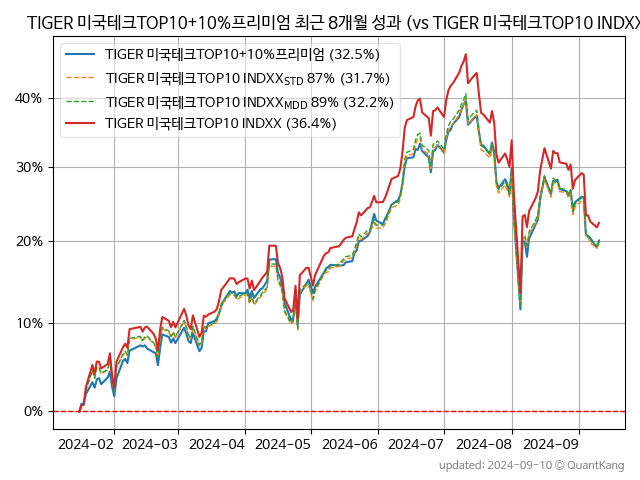 TIGER 미국테크TOP10+10%프리미엄 최근 8개월 성과 (vs TIGER 미국테크TOP10 INDXX
TIGER 미국테크TOP10+10%프리미엄 (32.5%)
TIGER 미국테크TOP10 INDXXSTD 87% (31.7%)
TIGER 미국테크TOP10 INDXXMDD 89% (32.2%)
TIGER 미국테크TOP10 INDXX (36.4%)
40%
30%
20%
10%
0%
2024-02 2024-03 2024-04 2024-05 2024-06 2024-07 2024-08 2024-09
updated: 2024-09-10 © QuantKang